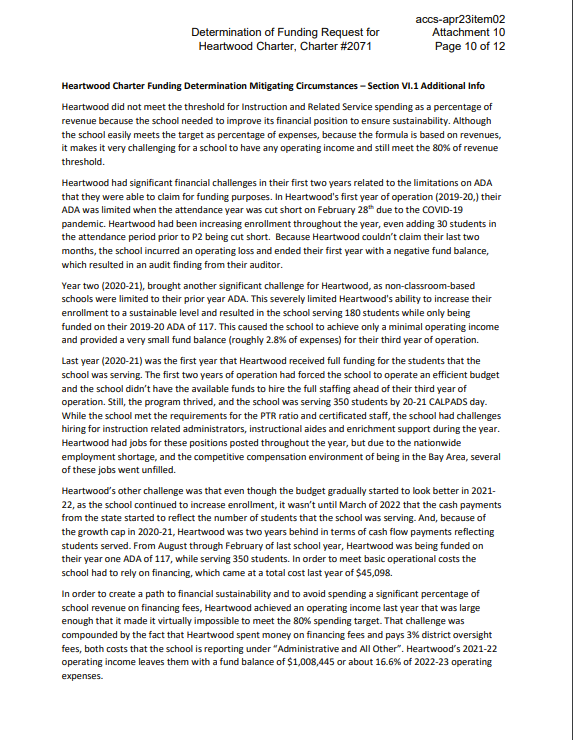 accs-apr23item02
Determination of Funding Request for Attachment 10
Heartwood Charter, Charter #2071 Page 10 of 12
Heartwood Charter Funding Determination Mitigating Circumstances – Section VI.1 Additional Info
Heartwood did not meet the threshold for Instruction and Related Service spending as a percentage of
revenue because the school needed to improve its financial position to ensure sustainability. Although
the school easily meets the target as percentage of expenses, because the formula is based on revenues,
it makes it very challenging for a school to have any operating income and still meet the 80% of revenue
threshold.
Heartwood had significant financial challenges in their first two years related to the limitations on ADA
that they were able to claim for funding purposes. In Heartwood's first year of operation (2019-20,) their
ADA was limited when the attendance year was cut short on February 28th due to the COVID-19
pandemic. Heartwood had been increasing enrollment throughout the year, even adding 30 students in
the attendance period prior to P2 being cut short.  Because Heartwood couldn't claim their last two
months, the school incurred an operating loss and ended their first year with a negative fund balance,
which resulted in an audit finding from their auditor.
Year two (2020-21), brought another significant challenge for Heartwood, as non-classroom-based
schools were limited to their prior year ADA. This severely limited Heartwood's ability to increase their
enrollment to a sustainable level and resulted in the school serving 180 students while only being
funded on their 2019-20 ADA of 117. This caused the school to achieve only a minimal operating income
and provided a very small fund balance (roughly 2.8% of expenses) for their third year of operation.
Last year (2020-21) was the first year that Heartwood received full funding for the students that the
school was serving. The first two years of operation had forced the school to operate an efficient budget
and the school didn't have the available funds to hire the full staffing ahead of their third year of
operation. Still, the program thrived, and the school was serving 350 students by 20-21 CALPADS day.
While the school met the requirements for the PTR ratio and certificated staff, the school had challenges
hiring for instruction related administrators, instructional aides and enrichment support during the year.
Heartwood had jobs for these positions posted throughout the year, but due to the nationwide
employment shortage, and the competitive compensation environment of being in the Bay Area, several
of these jobs went unfilled.
Heartwood's other challenge was that even though the budget gradually started to look better in 2021-
22, as the school continued to increase enrollment, it wasn't until March of 2022 that the cash payments
from the state started to reflect the number of students that the school was serving. And, because of
the growth cap in 2020-21, Heartwood was two years behind in terms of cash flow payments reflecting
students served. From August through February of last school year, Heartwood was being funded on
their year one ADA of 117, while serving 350 students. In order to meet basic operational costs the
school had to rely on financing, which came at a total cost last year of $45,098.
In order to create a path to financial sustainability and to avoid spending a significant percentage of
school revenue on financing fees, Heartwood achieved an operating income last year that was large
enough that it made it virtually impossible to meet the 80% spending target. That challenge was
compounded by the fact that Heartwood spent money on financing fees and pays 3% district oversight
fees, both costs that the school is reporting under "Administrative and All Other". Heartwood's 2021-22
operating income leaves them with a fund balance of $1,008,445 or about 16.6% of 2022-23 operating
expenses.